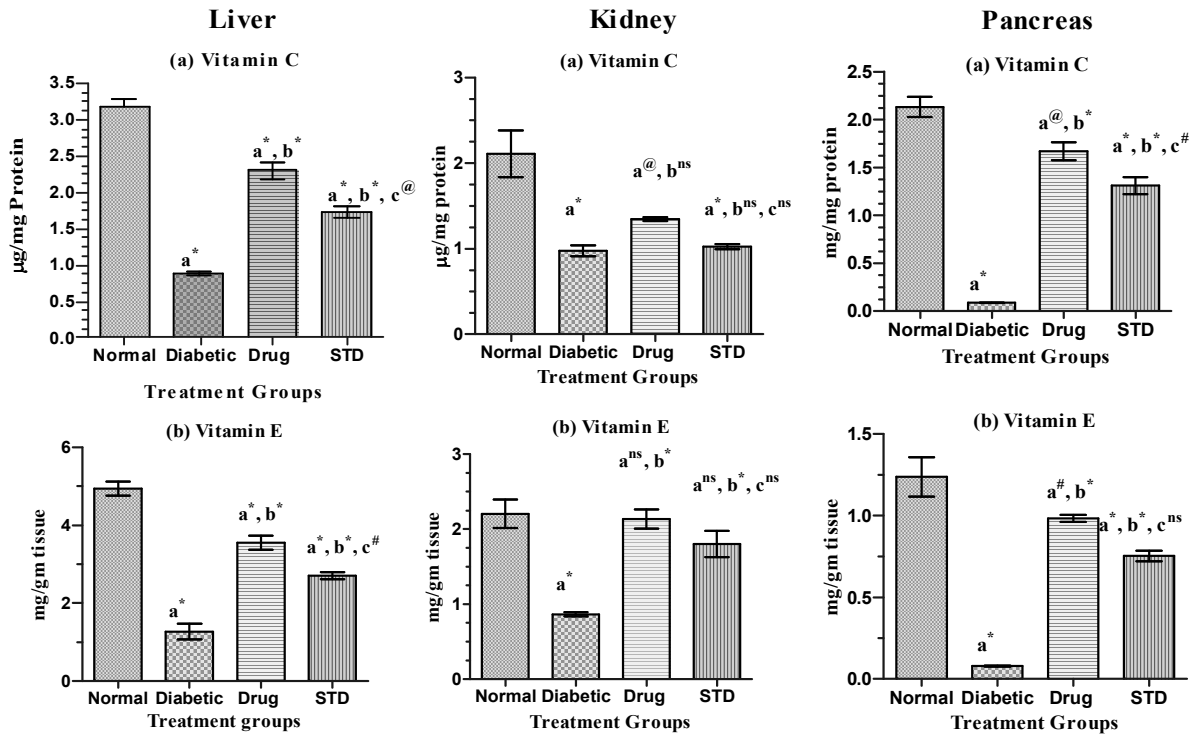 Liver
(a) Vitamin C
µg/mg Protein
3.5
3.0
2.5
2.0
1.5
1.0
0.5
0.0
a*
a*, b*
a*, b*, c@
Normal Diabetic Drug STD
Treatment Groups
Kidney
(a) Vitamin C
µg/mg protein
3
2
1
0
a*
a@, bns
a*, bns, cns
Normal Diabetic Drug STD
Treatment Groups
Pancreas
(a) Vitamin C
mg/mg protein
2.5
2.0
1.5
1.0
0.5
0.0
a*
a@, b*
a*, b*, c#
Normal Diabetic Drug STD
Treatment Groups
(b) Vitamin E
mg/gm tissue
6
4
2
0
a*
a*, b*
a*, b*, c#
Normal Diabetic Drug STD
Treatment groups
(b) Vitamin E
mg/gm tissue
3
2
1
0
a*
ans, b*
ans, b*, cns
Normal Diabetic Drug STD
Treatment Groups
(b) Vitamin E
mg/gm tissue
1.5
1.0
0.5
0.0
a*
a#, b*
a*, b*, cns
Normal Diabetic Drug STD
Treatment Groups